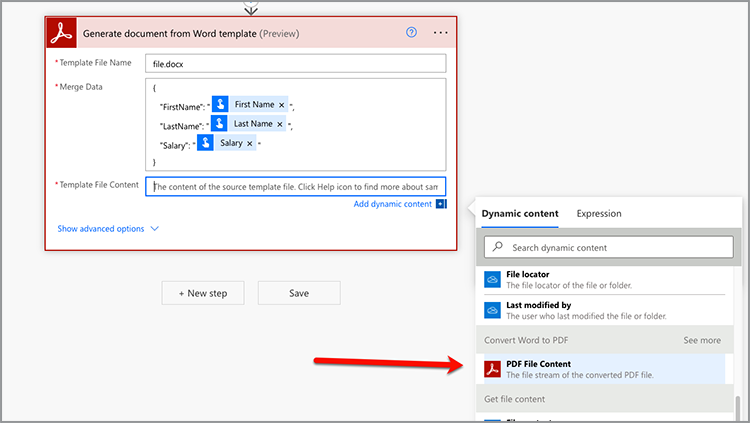 Generate document from Word template (Preview)
* Template File Name
file.docx
* Merge Data
{
"FirstName": " First Name × ",
"LastName": " Last Name × ",
"Salary": " Salary × "
}
* Template File Content
The content of the source template file. Click Help icon to find more about sam
Add dynamic content
Show advanced options
+ New step
Save
Dynamic content
Expression
Search dynamic content
File locator
The file locator of the file or folder.
Last modified by
The user who last modified the file or folder.
Convert Word to PDF
See more
PDF File Content
The file stream of the converted PDF file.
Get file content